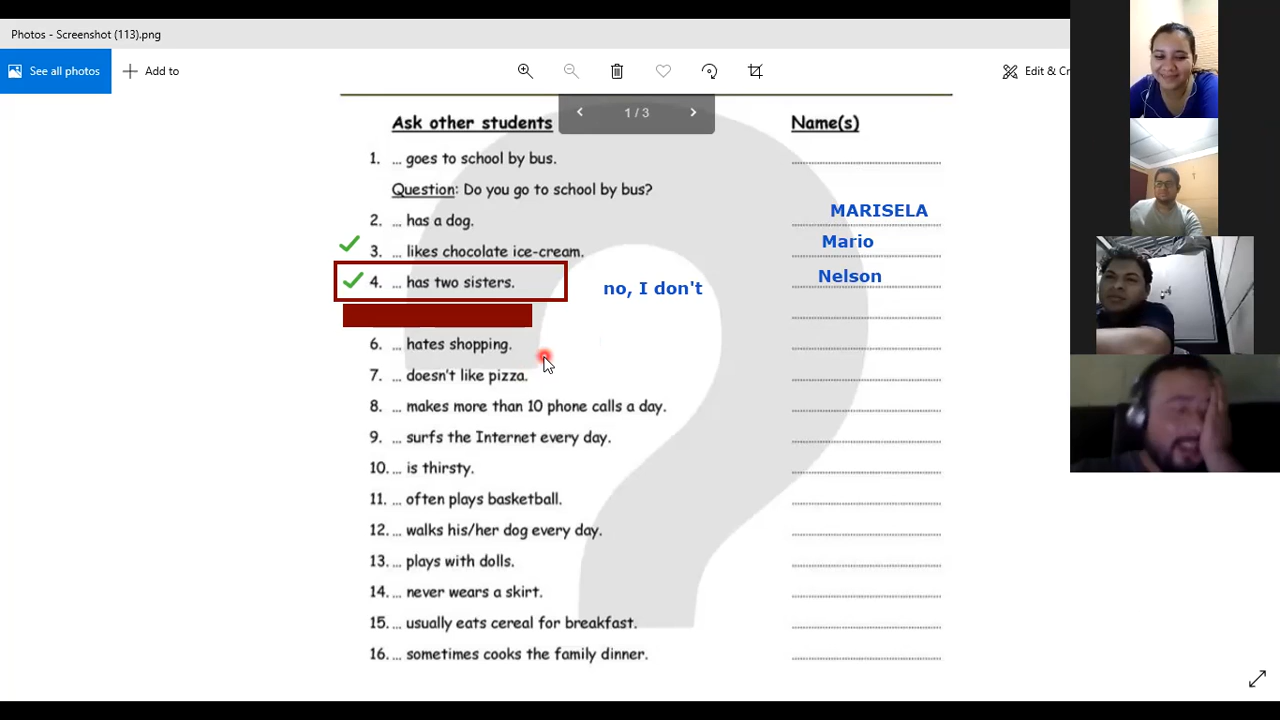 Photos - Screenshot (113).png
See all photos
Add to
Edit & Cr
1 / 3
Ask other students Name(s)
1. ... goes to school by bus.
Question: Do you go to school by bus?
2. ... has a dog. MARISELA
3. ... likes chocolate ice-cream. Mario
4. ... has two sisters. no, I don't Nelson
6. ... hates shopping.
7. ... doesn't like pizza.
8. ... makes more than 10 phone calls a day.
9. ... surfs the Internet every day.
10. ... is thirsty.
11. ... often plays basketball.
12. ... walks his/her dog every day.
13. ... plays with dolls.
14. ... never wears a skirt.
15. ... usually eats cereal for breakfast.
16. ... sometimes cooks the family dinner.